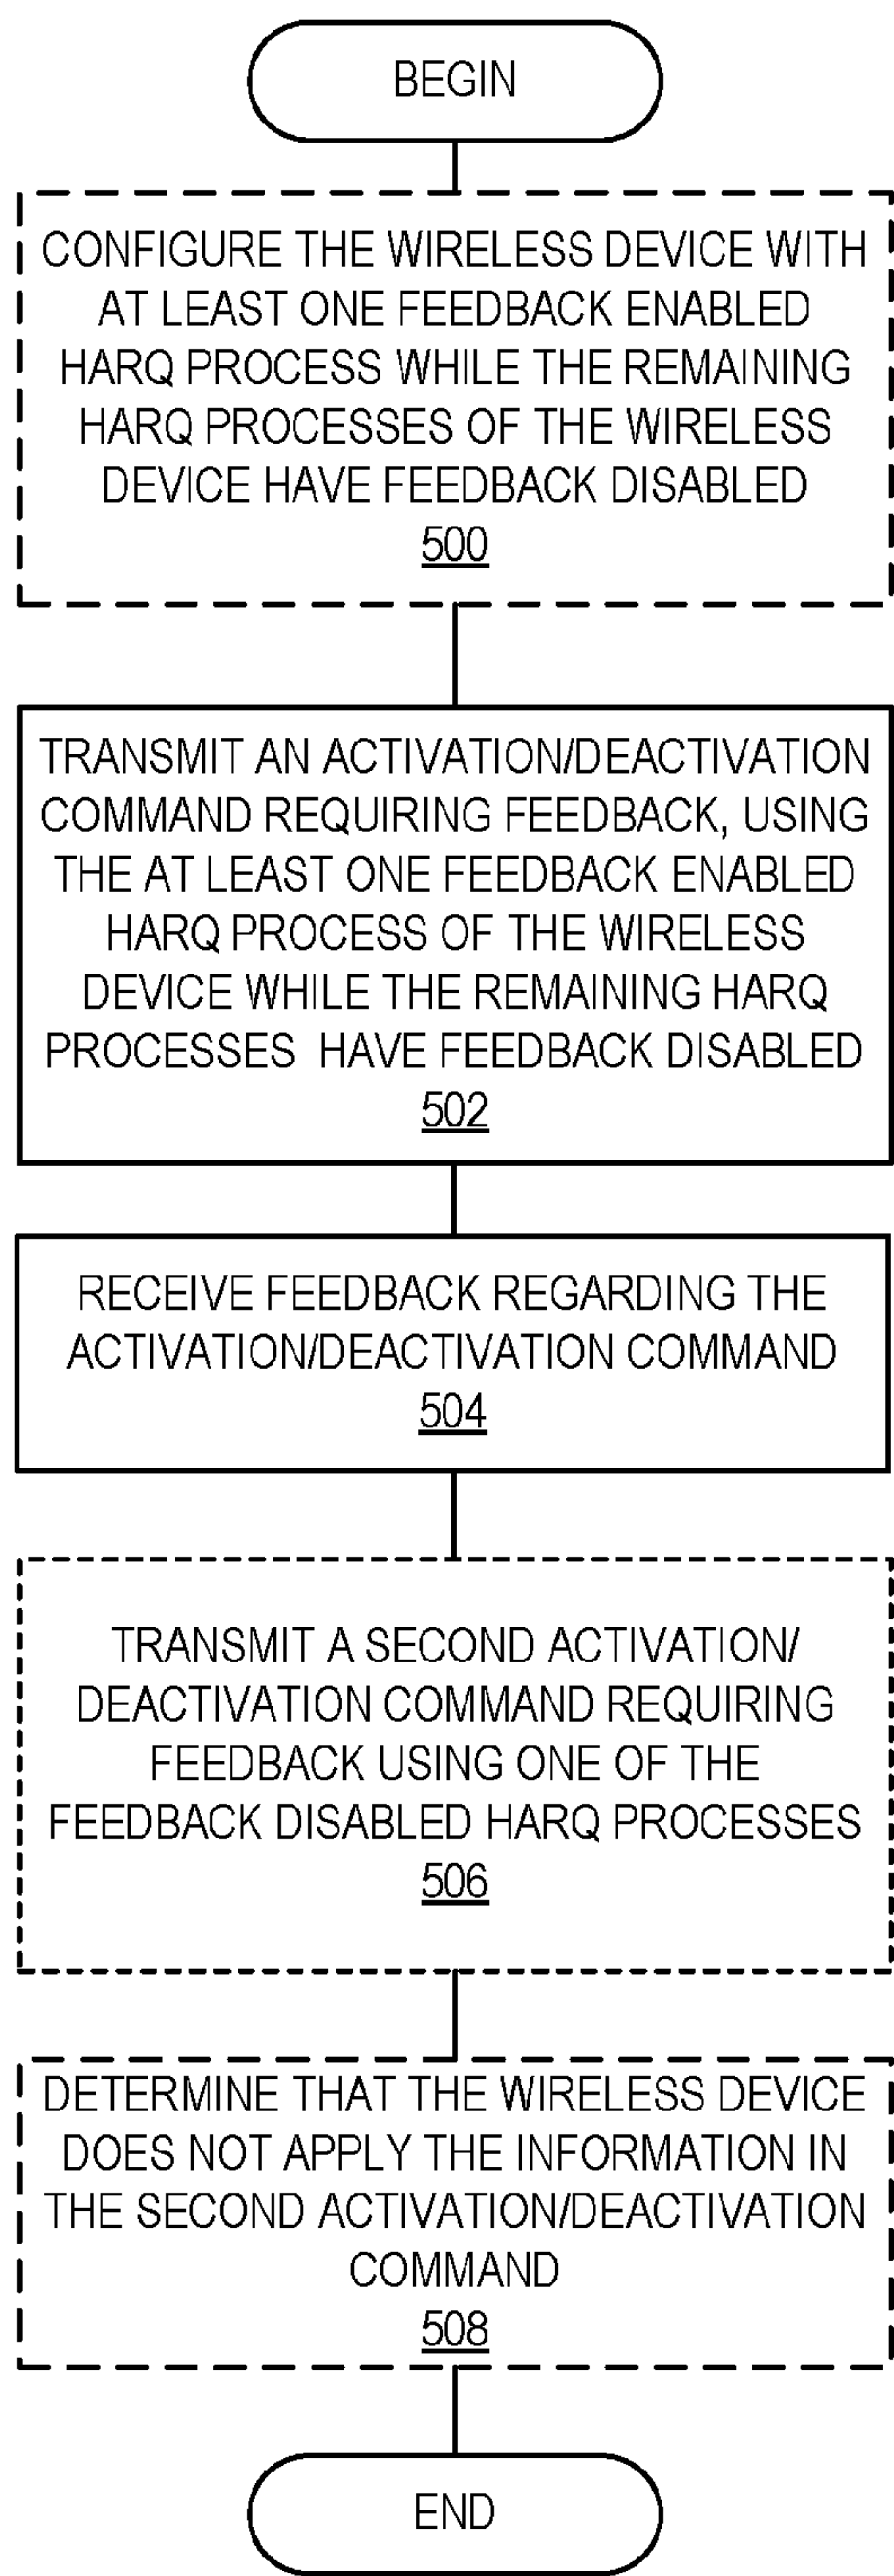 BEGIN
CONFIGURE THE WIRELESS DEVICE WITH
AT LEAST ONE FEEDBACK ENABLED
HARQ PROCESS WHILE THE REMAINING
HARQ PROCESSES OF THE WIRELESS
DEVICE HAVE FEEDBACK DISABLED
500
TRANSMIT AN ACTIVATION/DEACTIVATION
COMMAND REQUIRING FEEDBACK, USING
THE AT LEAST ONE FEEDBACK ENABLED
HARQ PROCESS OF THE WIRELESS
DEVICE WHILE THE REMAINING HARQ
PROCESSES HAVE FEEDBACK DISABLED
502
RECEIVE FEEDBACK REGARDING THE
ACTIVATION/DEACTIVATION COMMAND
504
TRANSMIT A SECOND ACTIVATION/
DEACTIVATION COMMAND REQUIRING
FEEDBACK USING ONE OF THE
FEEDBACK DISABLED HARQ PROCESSES
506
DETERMINE THAT THE WIRELESS DEVICE
DOES NOT APPLY THE INFORMATION IN
THE SECOND ACTIVATION/DEACTIVATION
COMMAND
508
END